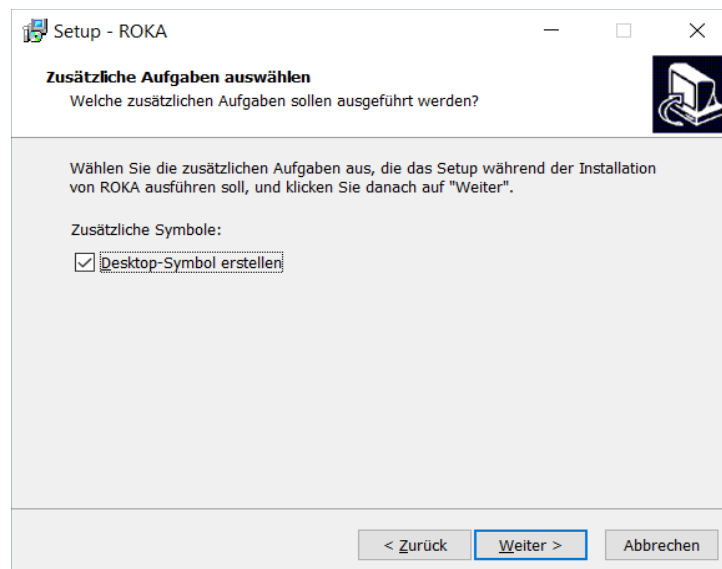 Setup - ROKA
Zusätzliche Aufgaben auswählen
Welche zusätzlichen Aufgaben sollen ausgeführt werden?
Wählen Sie die zusätzlichen Aufgaben aus, die das Setup während der Installation
von ROKA ausführen soll, und klicken Sie danach auf "Weiter".
Zusätzliche Symbole:
Desktop-Symbol erstellen
< Zurück Weiter > Abbrechen